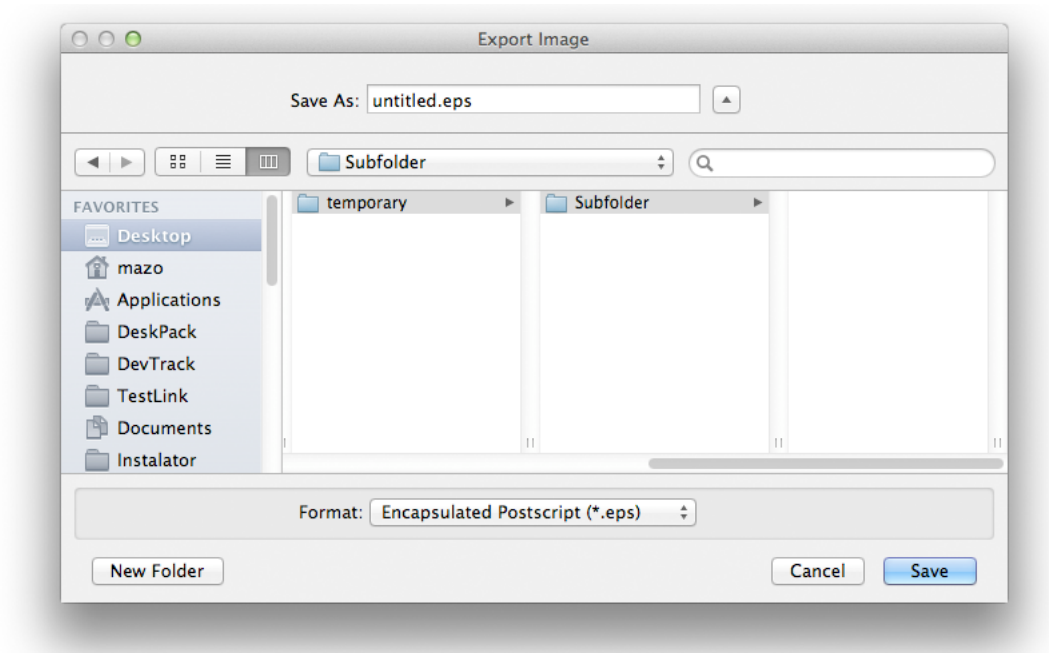 Export Image
Save As: untitled.eps
Subfolder
FAVORITES
temporary
Subfolder
Desktop
mazo
Applications
DeskPack
DevTrack
TestLink
Documents
Instalator
Format: Encapsulated Postscript (*.eps)
New Folder
Cancel
Save